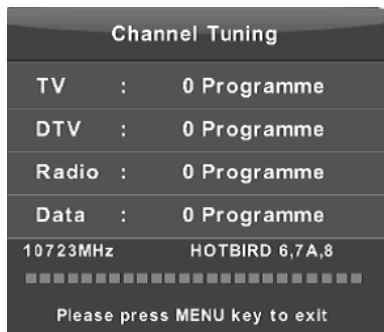 Channel Tuning
TV : 0 Programme
DTV : 0 Programme
Radio : 0 Programme
Data : 0 Programme
10723MHz HOTBIRD 6,7A,8
Please press MENU key to exit